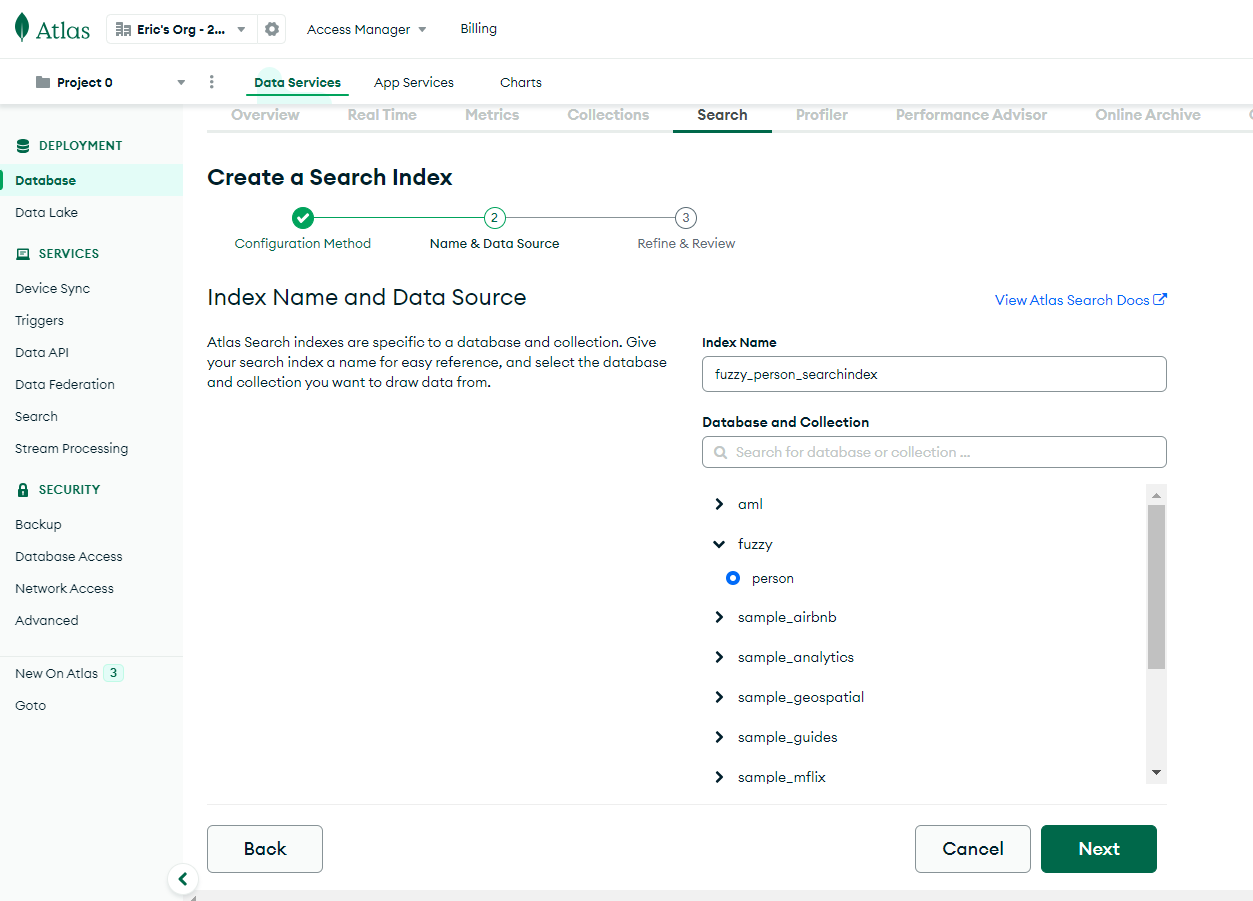 Atlas
Eric's Org - 2...
Access Manager
Billing
Project 0
Data Services
App Services
Charts
Overview
Real Time
Metrics
Collections
Search
Profiler
Performance Advisor
Online Archive
DEPLOYMENT
Database
Data Lake
SERVICES
Device Sync
Triggers
Data API
Data Federation
Search
Stream Processing
SECURITY
Backup
Database Access
Network Access
Advanced
New On Atlas 3
Goto
Create a Search Index
2
3
Configuration Method
Name & Data Source
Refine & Review
Index Name and Data Source
View Atlas Search Docs
Atlas Search indexes are specific to a database and collection. Give
your search index a name for easy reference, and select the database
and collection you want to draw data from.
Index Name
fuzzy_person_searchindex
Database and Collection
Search for database or collection ...
aml
fuzzy
person
sample_airbnb
sample_analytics
sample_geospatial
sample_guides
sample_mflix
Back
Cancel
Next